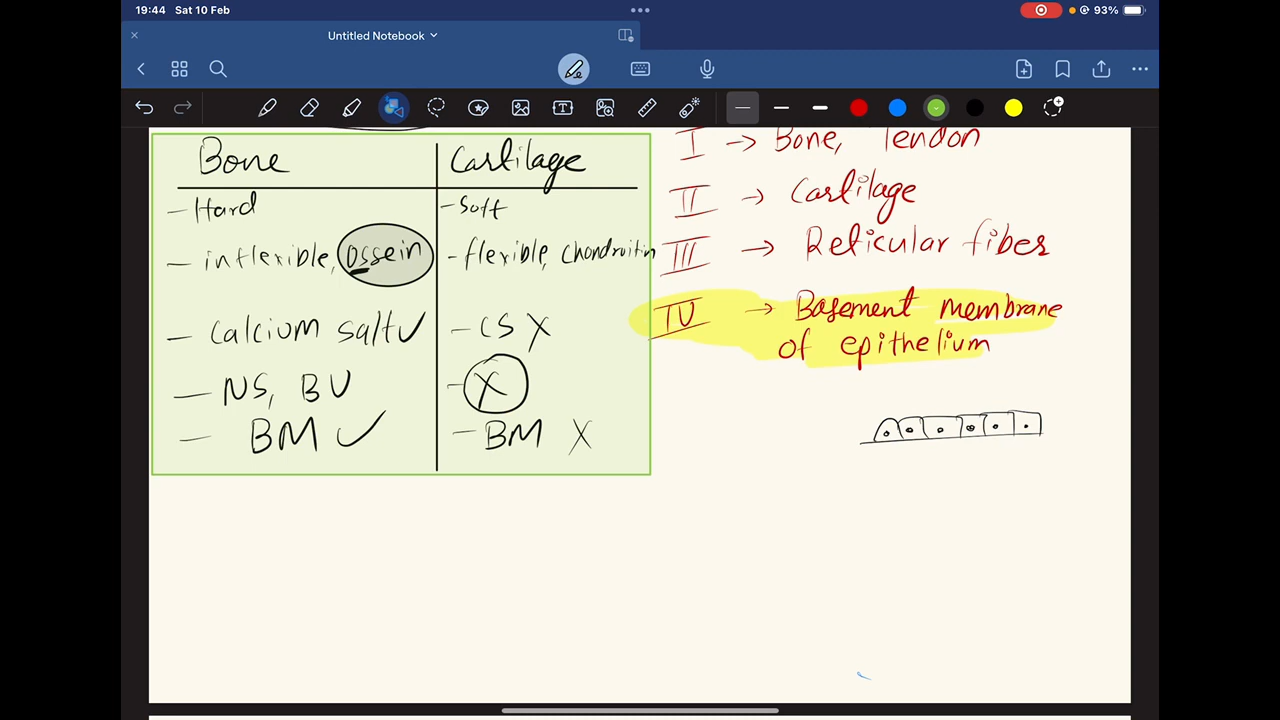 19:44 Sat 10 Feb
93%
Untitled Notebook
Bone Cartilage
- Hard - Soft
- inflexible, Ossein - flexible, chondroitin
- Calcium salt ✓ - CS X
- NS, BV - X
- BM ✓ - BM X
I → Bone, Tendon
II → Cartilage
III → Reticular fiber
IV → Basement membrane
of epithelium